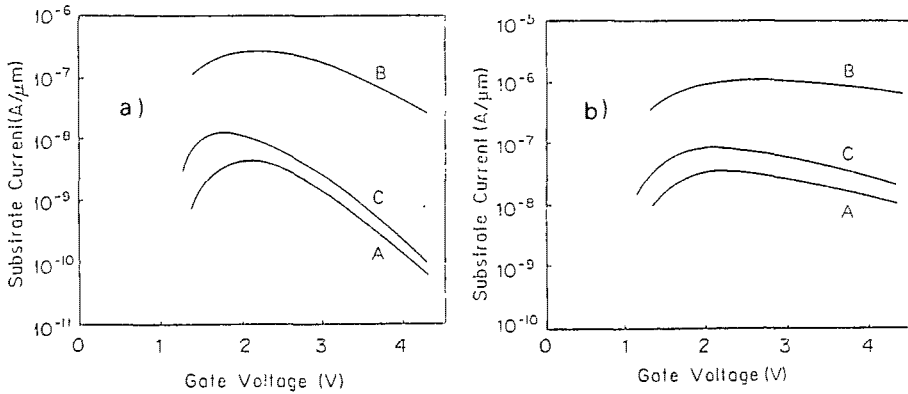 a)
Substrate Current (A/μm)
10⁻⁶
10⁻⁷
10⁻⁸
10⁻⁹
10⁻¹⁰
10⁻¹¹
B
C
A
0 1 2 3 4
Gate Voltage (V)
b)
Substrate Current (A/μm)
10⁻⁵
10⁻⁶
10⁻⁷
10⁻⁸
10⁻⁹
10⁻¹⁰
B
C
A
0 1 2 3 4
Gate Voltage (V)